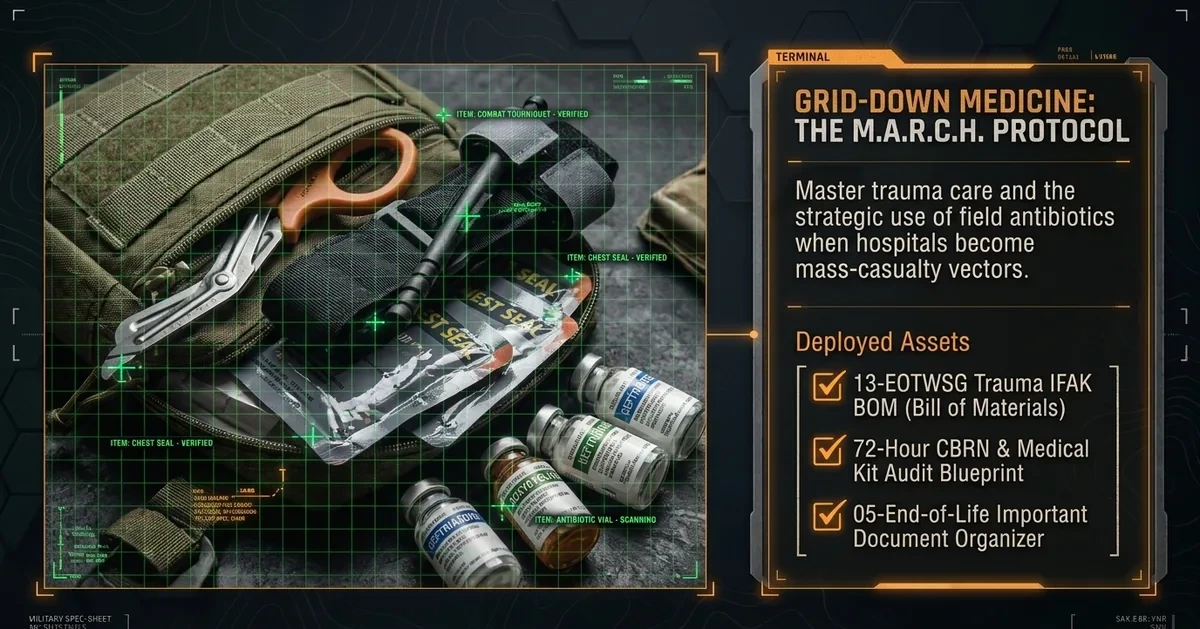 TERMINAL
GRID-DOWN MEDICINE:
THE M.A.R.C.H. PROTOCOL
Master trauma care and the
strategic use of field antibiotics
when hospitals become
mass-casualty vectors.
Deployed Assets
13-EOTWSG Trauma IFAK
BOM (Bill of Materials)
72-Hour CBRN & Medical
Kit Audit Blueprint
05-End-of-Life Important
Document Organizer
ITEM: COMBAT TOURNIQUET - VERIFIED
ITEM: CHEST SEAL - VERIFIED
CHEST SEAL
ITEM: CHEST SEAL - VERIFIED
ITEM: ANTIBIOTIC VIAL - SCANNING
MILITARY SPEC-SHEET